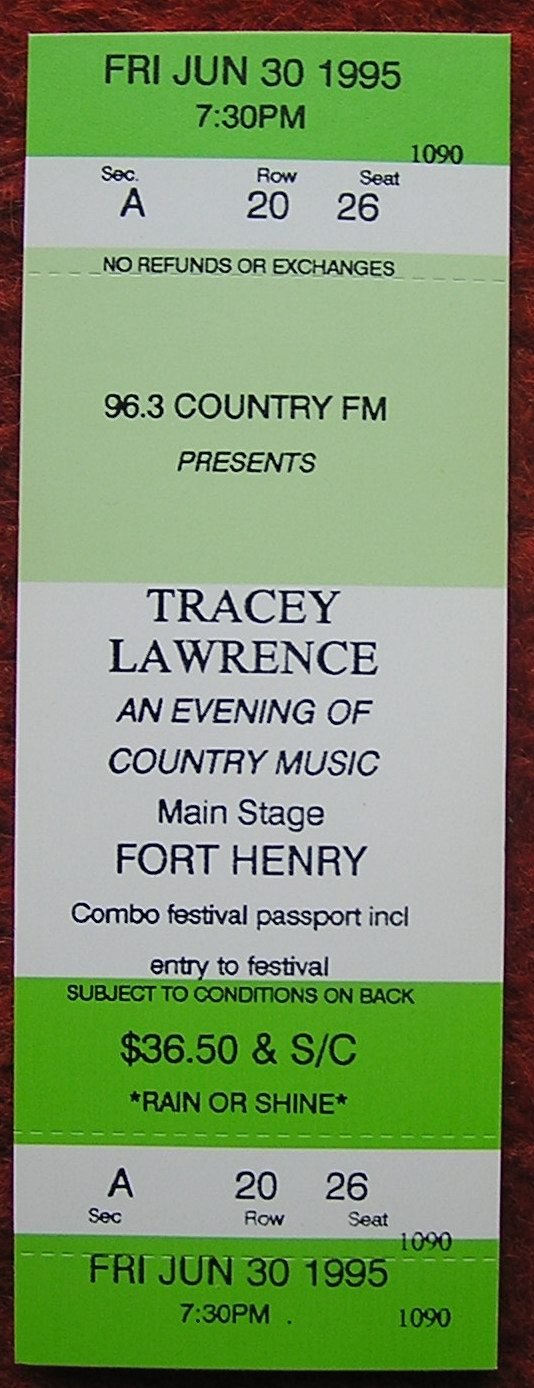 FRI JUN 30 1995
7:30PM
1090
Sec. Row Seat
A 20 26
NO REFUNDS OR EXCHANGES
96.3 COUNTRY FM
PRESENTS
TRACEY
LAWRENCE
AN EVENING OF
COUNTRY MUSIC
Main Stage
FORT HENRY
Combo festival passport incl
entry to festival
SUBJECT TO CONDITIONS ON BACK
$36.50 & S/C
*RAIN OR SHINE*
A 20 26
Sec Row Seat
1090
FRI JUN 30 1995
7:30PM .
1090